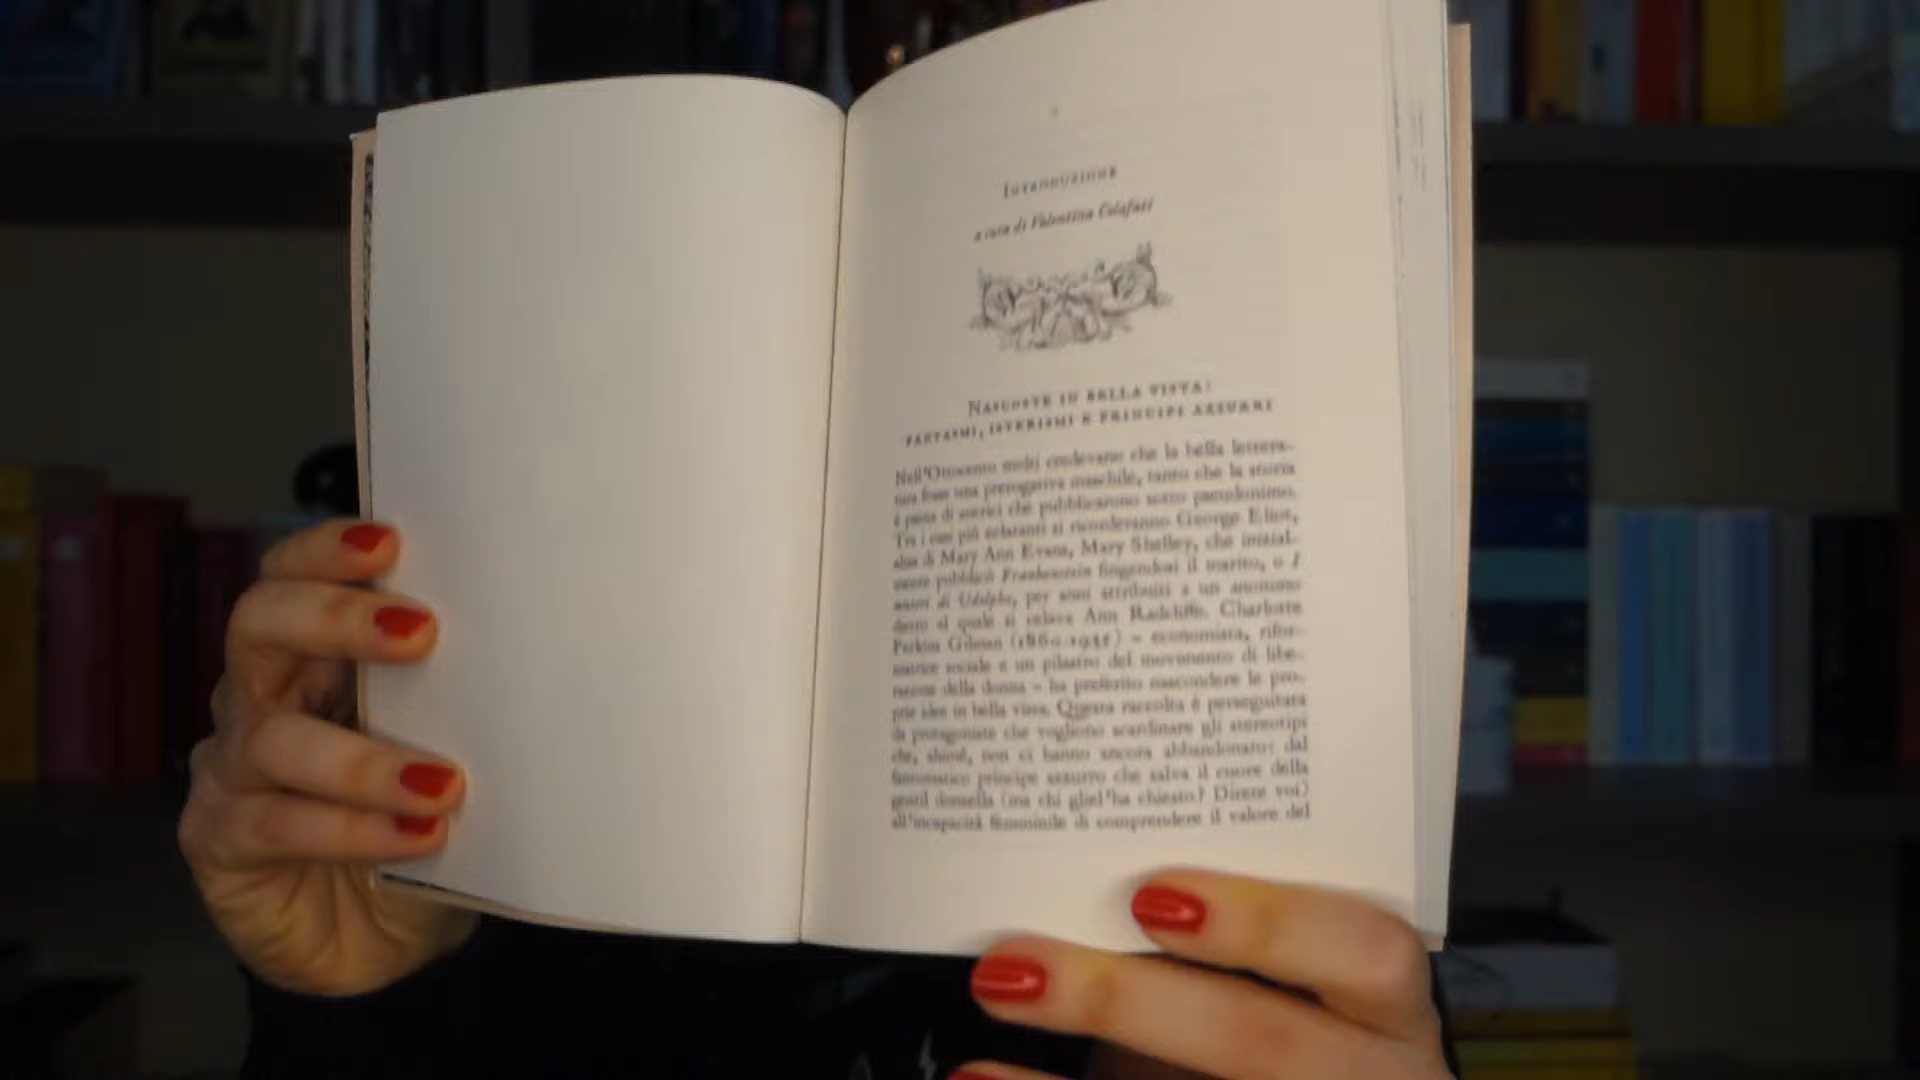 Introduzione
a cura di Valentina Colafati
Nascoste in bella vista:
fantasmi, isterismi e principi azzurri
Nell'Ottocento molti credevano che la bella lettera-
tura fosse una prerogativa maschile, tanto che la storia
è piena di autrici che pubblicarono sotto pseudonimo.
Tra i casi più eclatanti si ricorderanno George Eliot,
alias di Mary Ann Evans, Mary Shelley, che inizial-
mente pubblicò Frankenstein fingendosi il marito, o I
misteri di Udolpho, per anni attribuiti a un anonimo
dietro al quale si celava Ann Radcliffe. Charlotte
Perkins Gilman (1860-1935) – economista, rifor-
matrice sociale e un pilastro del movimento di libe-
razione della donna – ha preferito nascondere le pro-
prie idee in bella vista. Questa raccolta è perseguitata
da protagoniste che vogliono scardinare gli stereotipi
che, ahimè, non ci hanno ancora abbandonato: dal
fantomatico principe azzurro che salva il cuore della
gentil donzella (ma chi gliel'ha chiesto? Direte voi)
all'incapacità femminile di comprendere il valore del